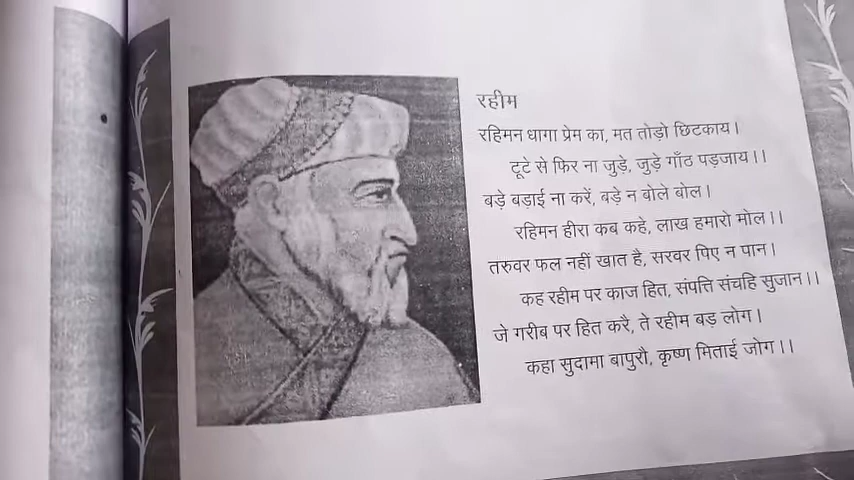 रहीम
रहिमन धागा प्रेम का, मत तोड़ो छिटकाय।
टूटे से फिर ना जुड़े, जुड़े गाँठ पड़जाय।।
बड़े बड़ाई ना करें, बड़े न बोले बोल।
रहिमन हीरा कब कहे, लाख हमारो मोल।।
तरुवर फल नहीं खात है, सरवर पिए न पान।
कह रहीम पर काज हित, संपत्ति संचहि सुजान।।
जे गरीब पर हित करै, ते रहीम बड़ लोग।
कहा सुदामा बापुरौ, कृष्ण मिताई जोग।।